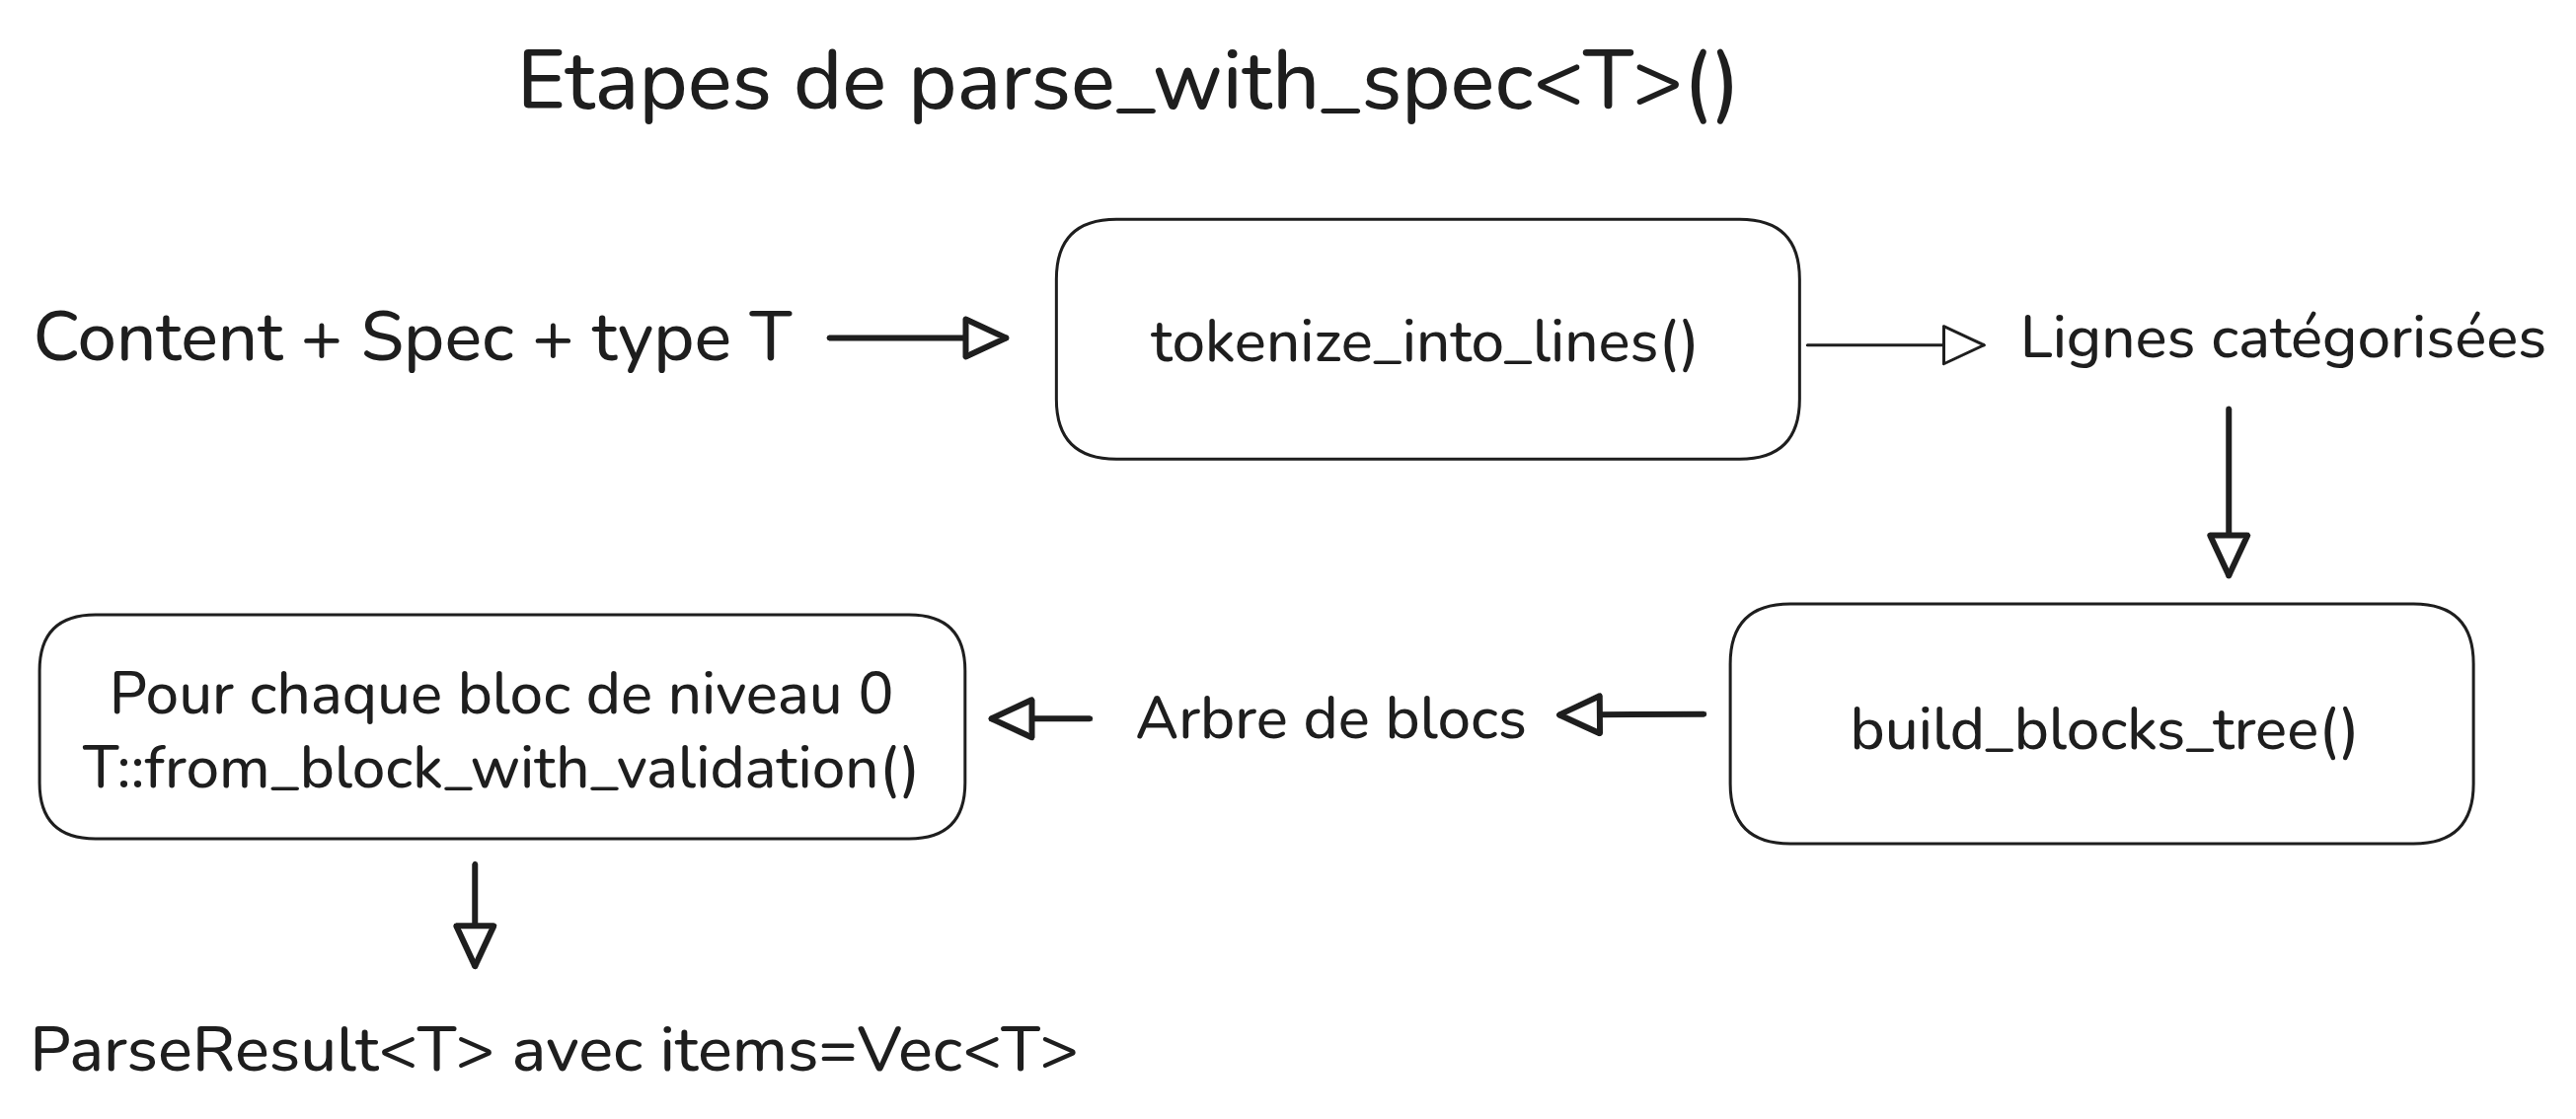 Etapes de parse_with_spec<T>()
Content + Spec + type T
tokenize_into_lines()
Lignes catégorisées
build_blocks_tree()
Arbre de blocs
Pour chaque bloc de niveau 0
T::from_block_with_validation()
ParseResult<T> avec items=Vec<T>